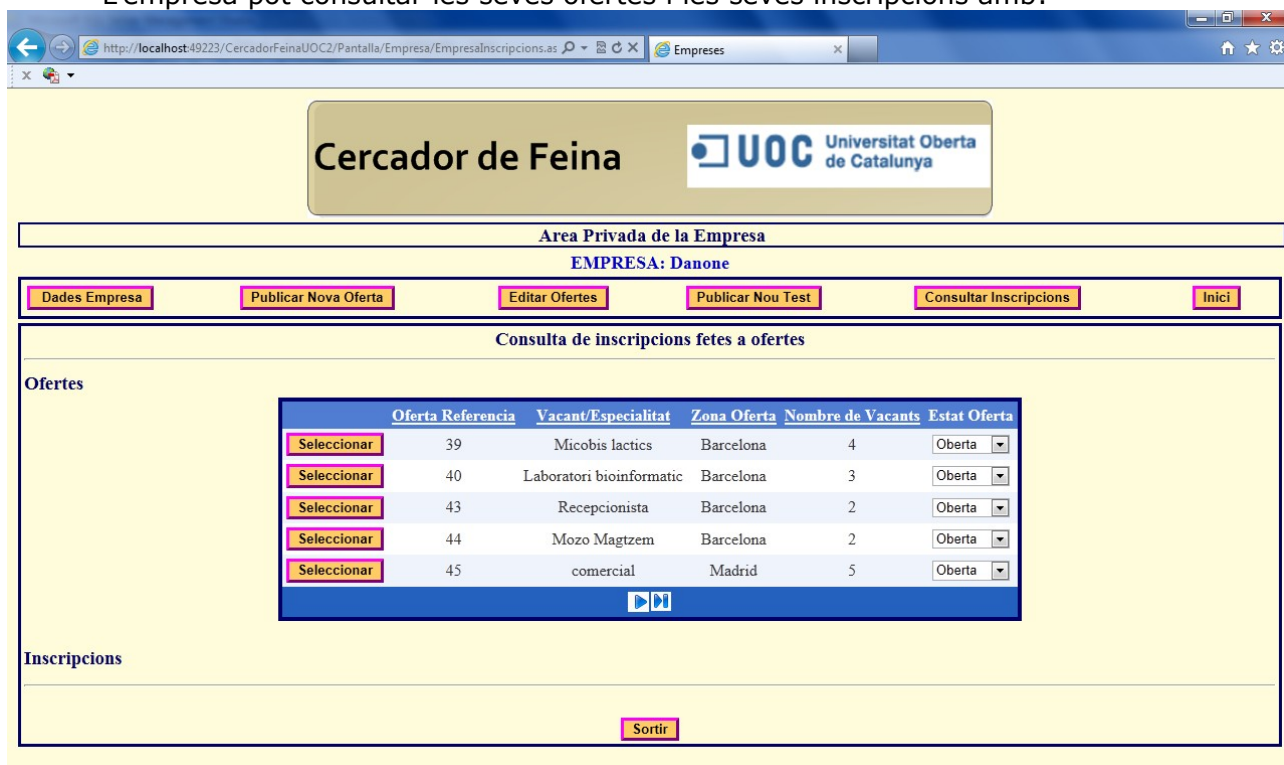 L'empresa pot consultar les seves ofertes i les seves inscripcions amb:
http://localhost:49223/CercadorFeinaUOC2/Pantalla/Empresa/EmpresaInscripcions.as
Empreses
Cercador de Feina
UOC Universitat Oberta
de Catalunya
Area Privada de la Empresa
EMPRESA: Danone
Dades Empresa Publicar Nova Oferta Editar Ofertes Publicar Nou Test Consultar Inscripcions Inici
Consulta de inscripcions fetes a ofertes
Ofertes
Oferta Referencia Vacant/Especialitat Zona Oferta Nombre de Vacants Estat Oferta
Seleccionar 39 Micobis lactics Barcelona 4 Oberta
Seleccionar 40 Laboratori bioinformatic Barcelona 3 Oberta
Seleccionar 43 Recepcionista Barcelona 2 Oberta
Seleccionar 44 Mozo Magtzem Barcelona 2 Oberta
Seleccionar 45 comercial Madrid 5 Oberta
Inscripcions
Sortir